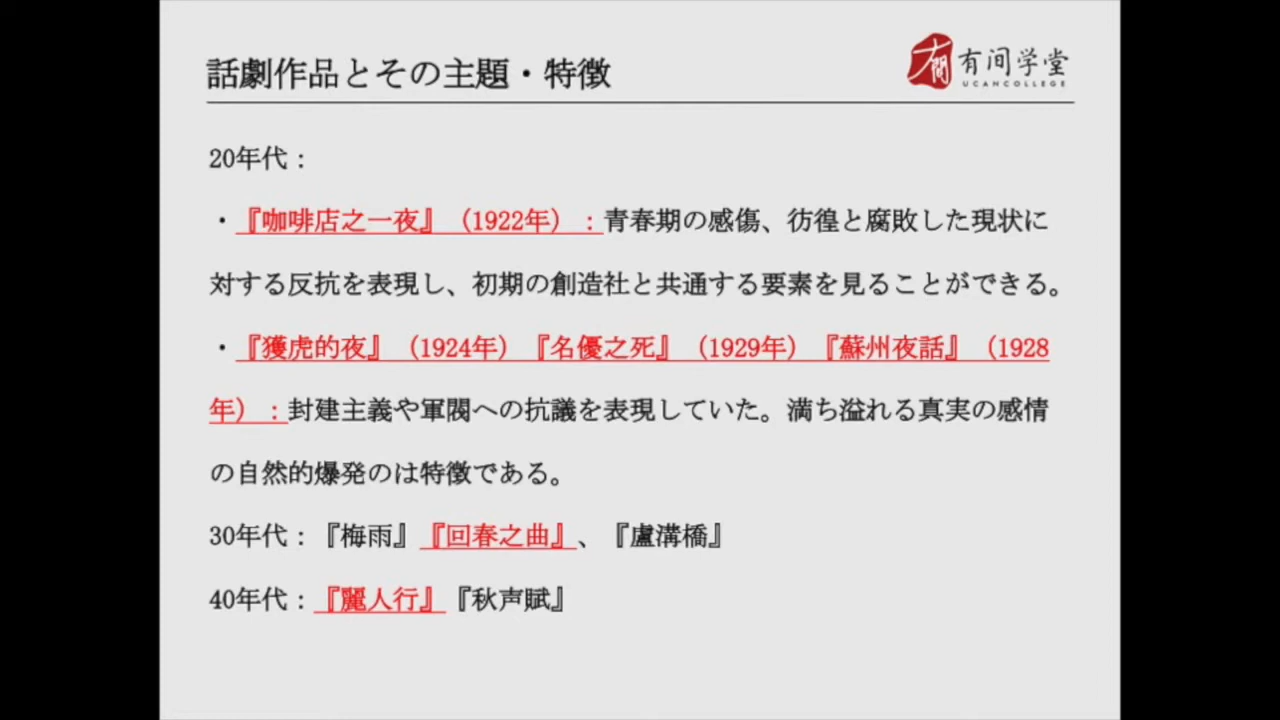 話劇作品とその主題・特徴
有间学堂
UCANCOLLEGE
20年代：
・『咖啡店之一夜』（1922年）：青春期の感傷、彷徨と腐敗した現状に
対する反抗を表現し、初期の創造社と共通する要素を見ることができる。
・『獲虎的夜』（1924年）『名優之死』（1929年）『蘇州夜話』（1928
年）：封建主義や軍閥への抗議を表現していた。満ち溢れる真実の感情
の自然的爆発のは特徴である。
30年代：『梅雨』『回春之曲』、『盧溝橋』
40年代：『麗人行』『秋声賦』